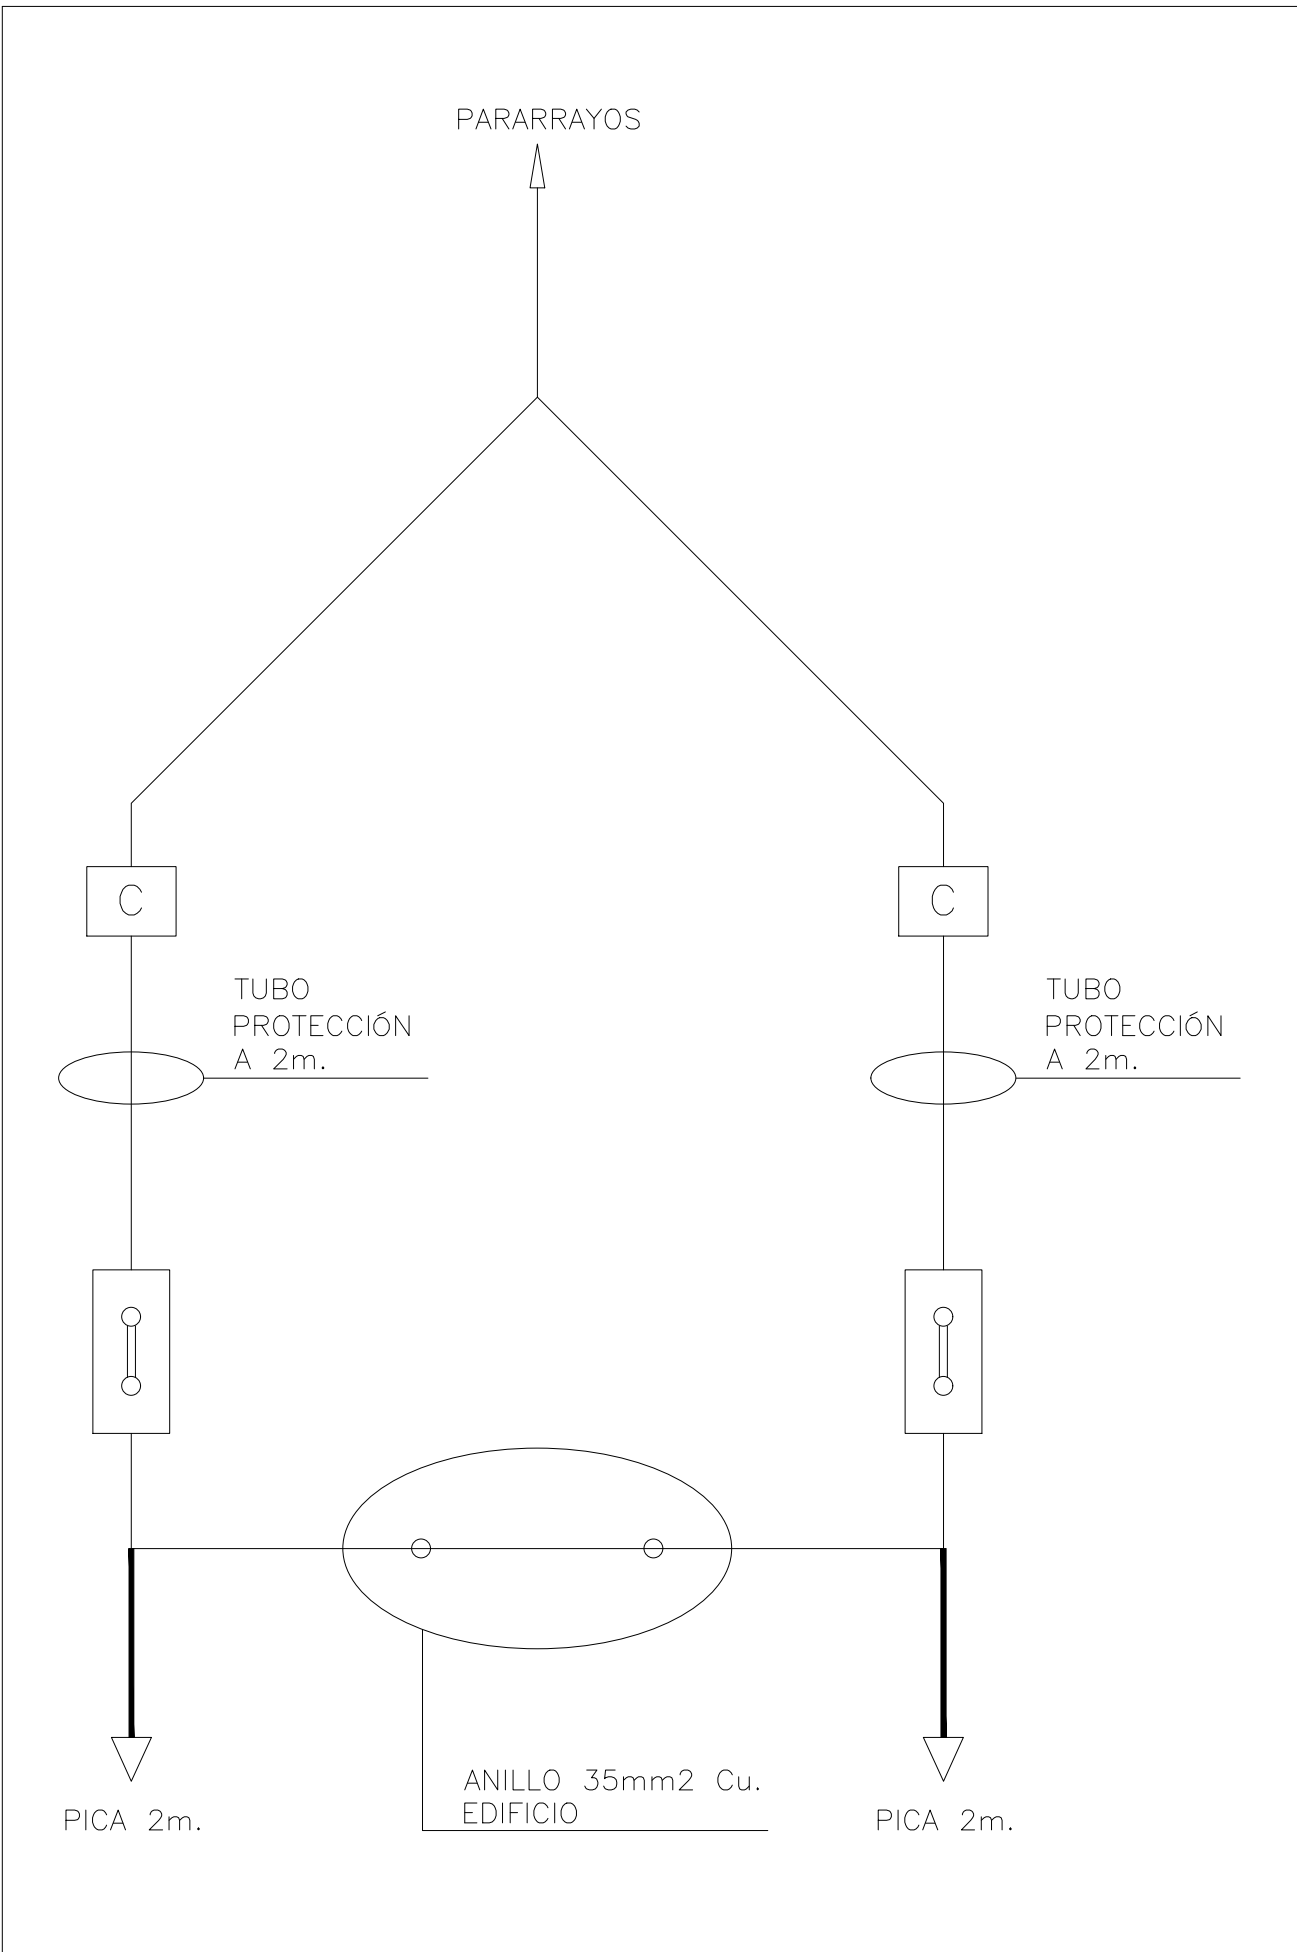 PARARRAYOS
C
C
TUBO
PROTECCIÓN
A 2m.
TUBO
PROTECCIÓN
A 2m.
ANILLO 35mm2 Cu.
EDIFICIO
PICA 2m.
PICA 2m.